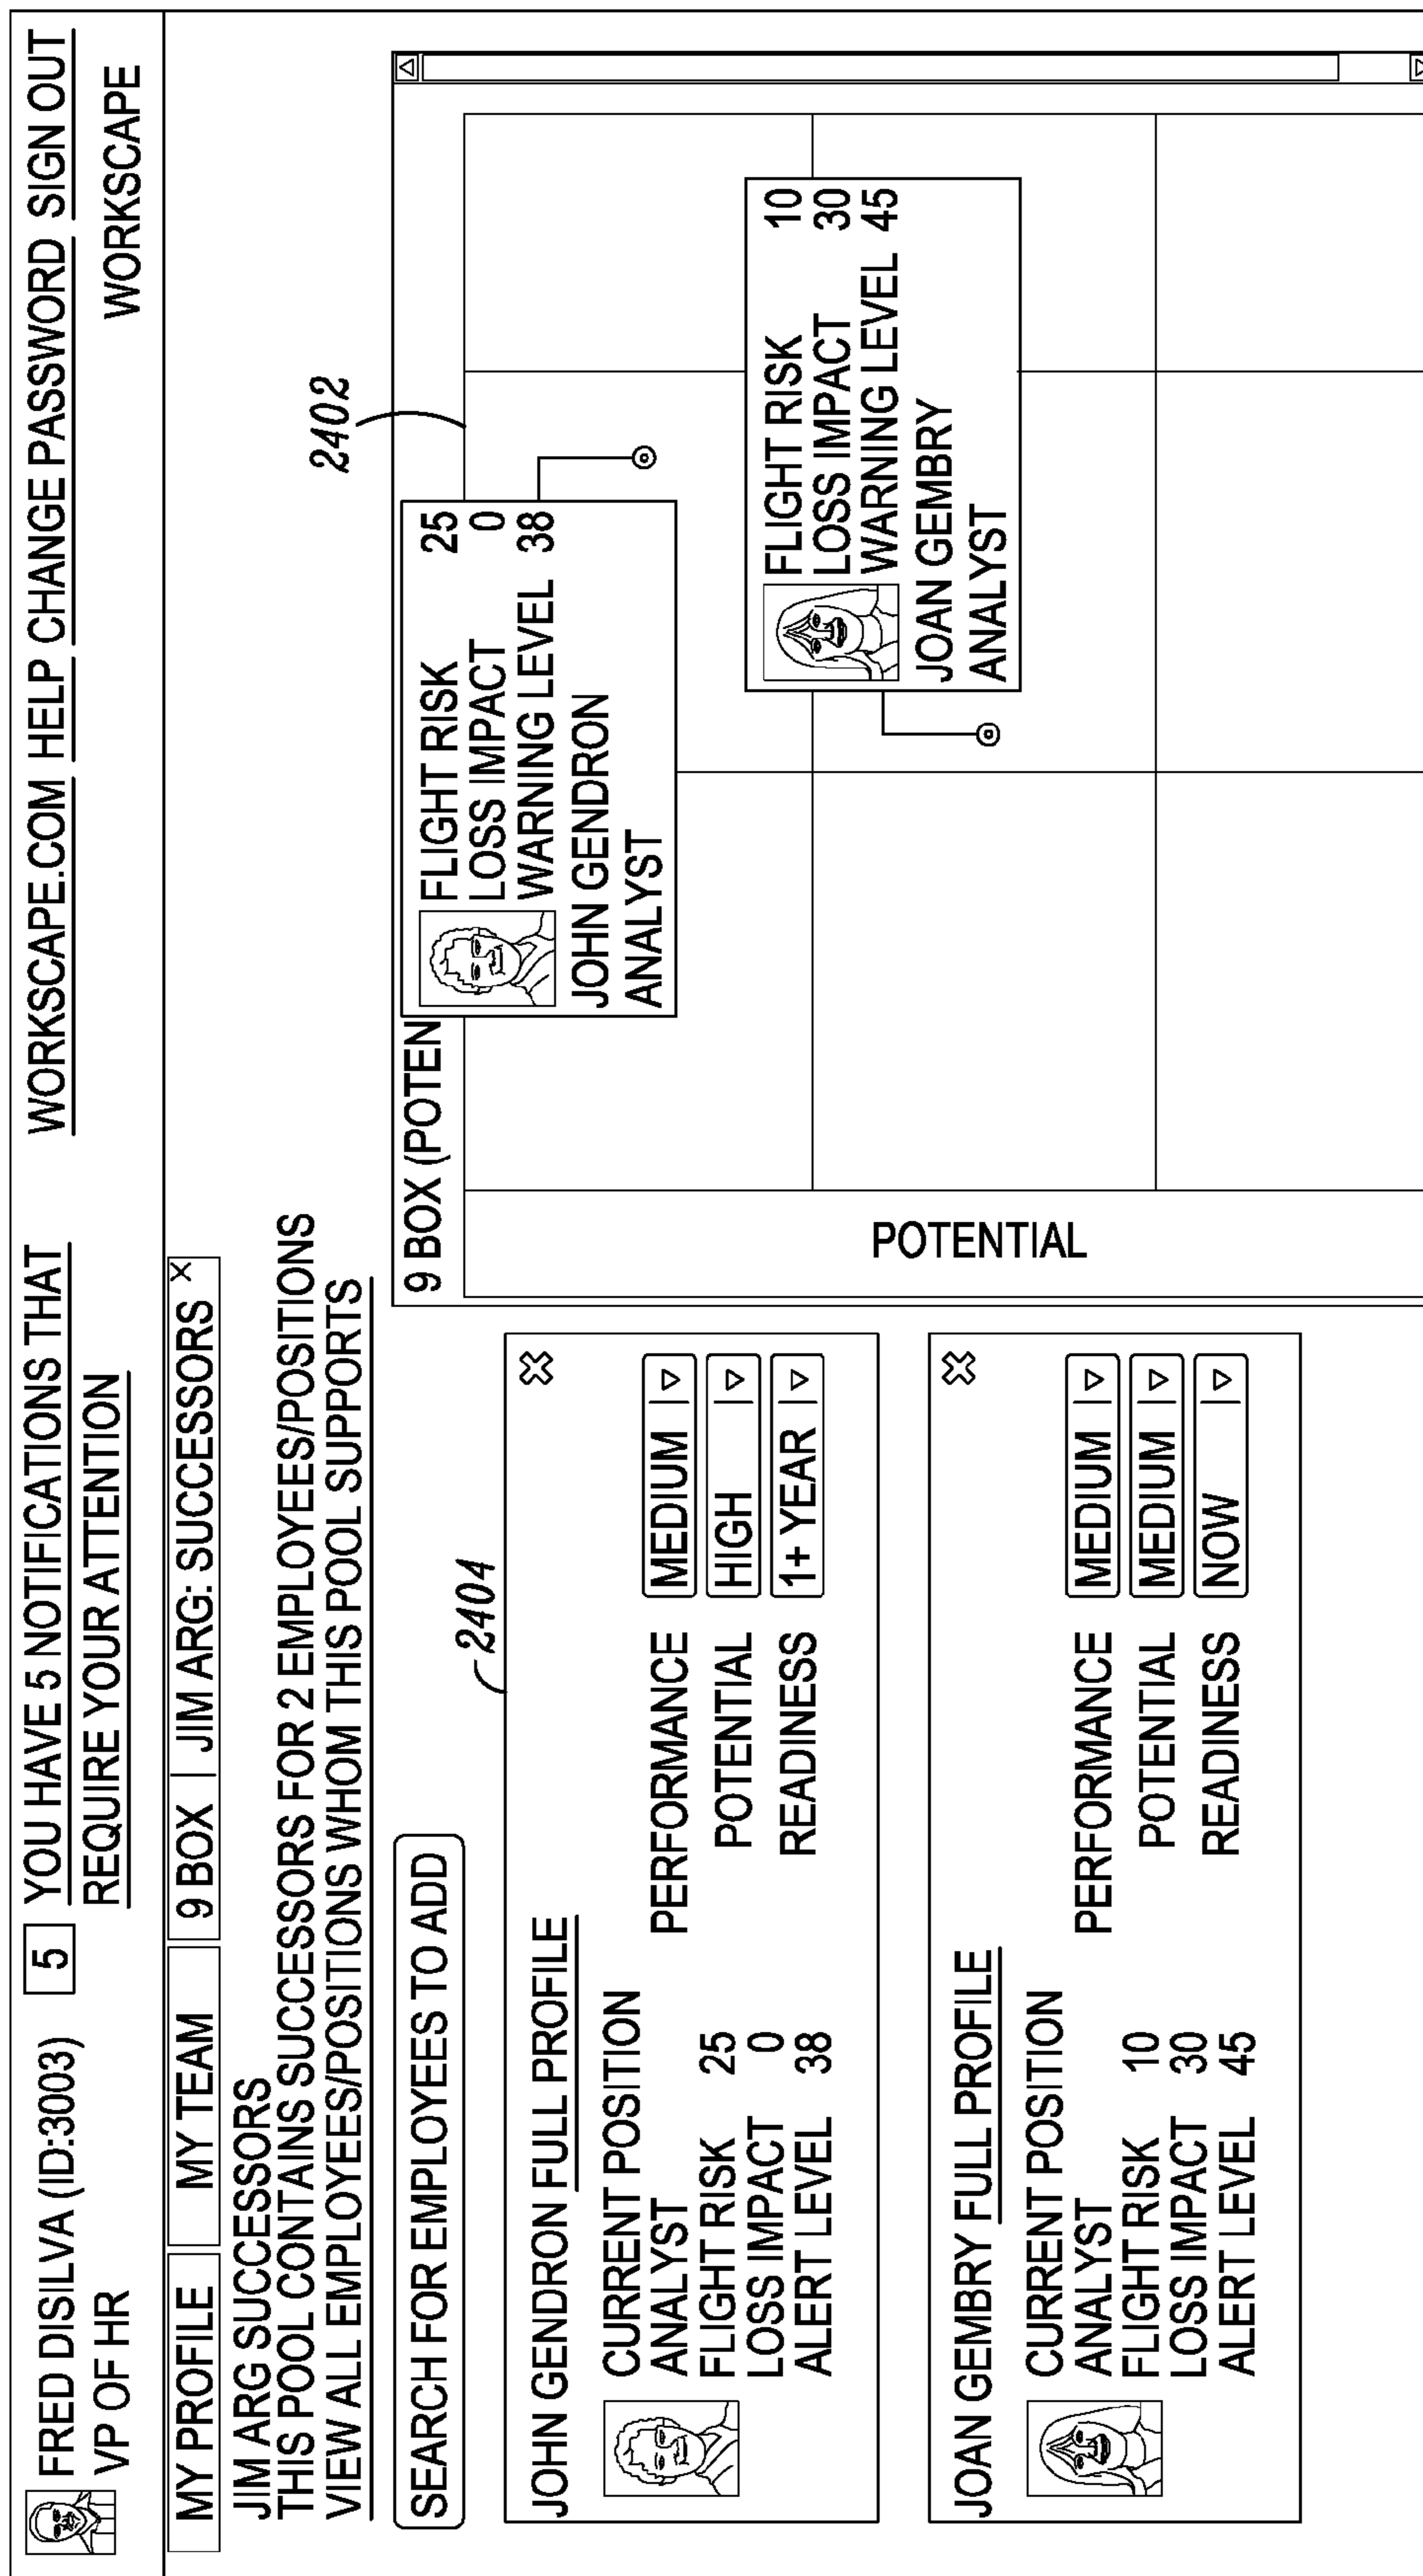 FRED DISILVA (ID:3003)
VP OF HR
5
YOU HAVE 5 NOTIFICATIONS THAT
REQUIRE YOUR ATTENTION
WORKSCAPE.COM HELP CHANGE PASSWORD SIGN OUT
WORKSCAPE
MY PROFILE
MY TEAM
9 BOX | JIM ARG: SUCCESSORS X
JIM ARG SUCCESSORS
THIS POOL CONTAINS SUCCESSORS FOR 2 EMPLOYEES/POSITIONS
VIEW ALL EMPLOYEES/POSITIONS WHOM THIS POOL SUPPORTS
SEARCH FOR EMPLOYEES TO ADD
2404
JOHN GENDRON FULL PROFILE
CURRENT POSITION
ANALYST
FLIGHT RISK 25
LOSS IMPACT 0
ALERT LEVEL 38
PERFORMANCE MEDIUM
POTENTIAL HIGH
READINESS 1+ YEAR
JOAN GEMBRY FULL PROFILE
CURRENT POSITION
ANALYST
FLIGHT RISK 10
LOSS IMPACT 30
ALERT LEVEL 45
PERFORMANCE MEDIUM
POTENTIAL MEDIUM
READINESS NOW
2402
9 BOX (POTEN
POTENTIAL
FLIGHT RISK 25
LOSS IMPACT 0
WARNING LEVEL 38
JOHN GENDRON
ANALYST
FLIGHT RISK 10
LOSS IMPACT 30
WARNING LEVEL 45
JOAN GEMBRY
ANALYST